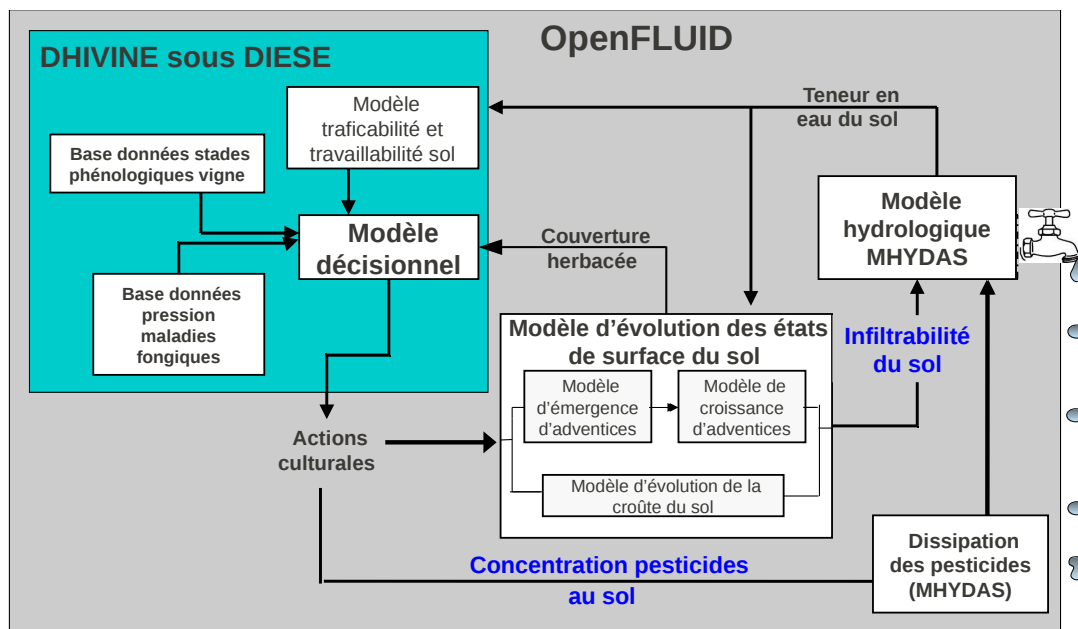 OpenFLUID
DHIVINE sous DIESE
Modèle
traficabilité et
travaillabilité sol
Teneur en
eau du sol
Base données stades
phénologiques vigne
Modèle
décisionnel
Couverture
herbacée
Modèle
hydrologique
MHYDAS
Base données
pression
maladies
fongiques
Modèle d'évolution des états
de surface du sol
Infiltrabilité
du sol
Modèle
d'émergence
d'adventices
Modèle de
croissance
d'adventices
Actions
culturales
Modèle d'évolution de la
croûte du sol
Dissipation
des pesticides
(MHYDAS)
Concentration pesticides
au sol